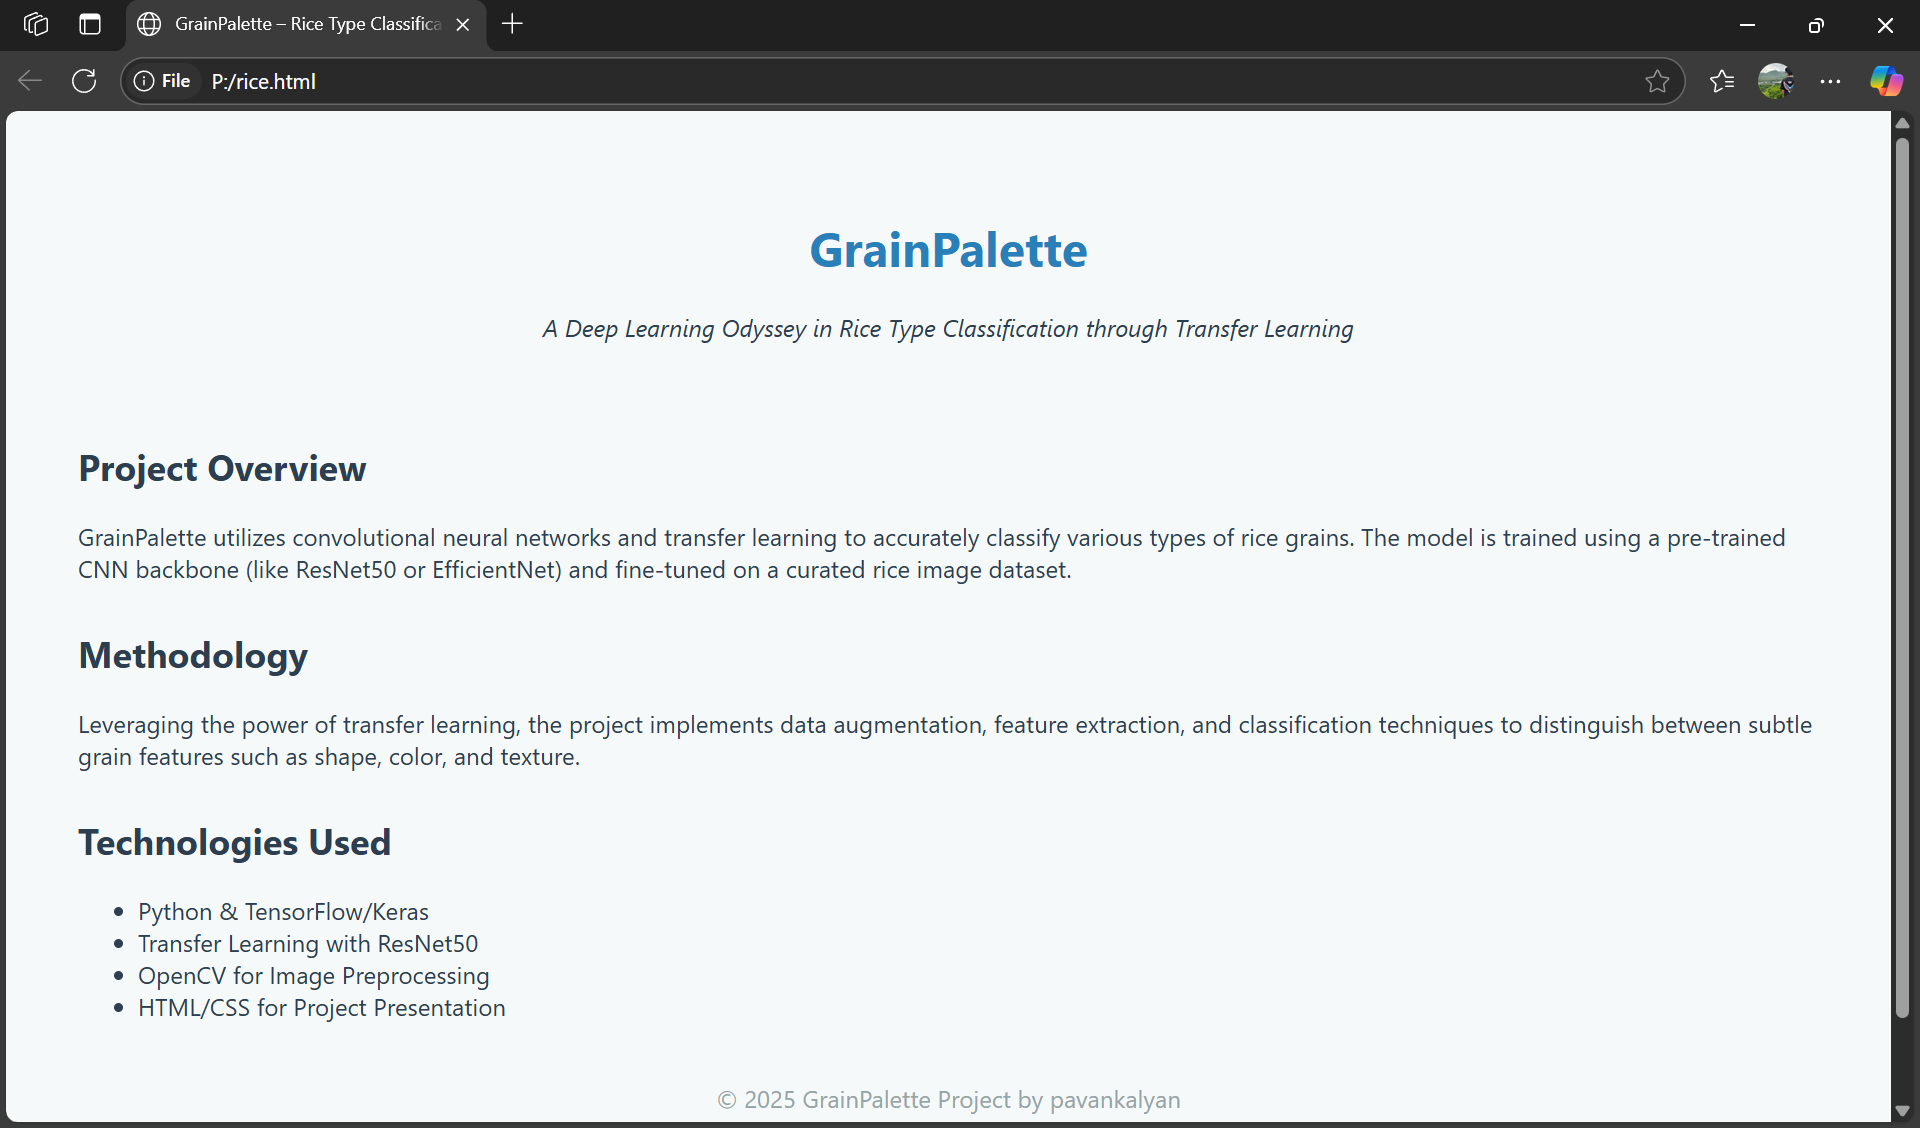 GrainPalette – Rice Type Classifica
File P:/rice.html
GrainPalette
A Deep Learning Odyssey in Rice Type Classification through Transfer Learning
Project Overview
GrainPalette utilizes convolutional neural networks and transfer learning to accurately classify various types of rice grains. The model is trained using a pre-trained
CNN backbone (like ResNet50 or EfficientNet) and fine-tuned on a curated rice image dataset.
Methodology
Leveraging the power of transfer learning, the project implements data augmentation, feature extraction, and classification techniques to distinguish between subtle
grain features such as shape, color, and texture.
Technologies Used
• Python & TensorFlow/Keras
• Transfer Learning with ResNet50
• OpenCV for Image Preprocessing
• HTML/CSS for Project Presentation
© 2025 GrainPalette Project by pavankalyan